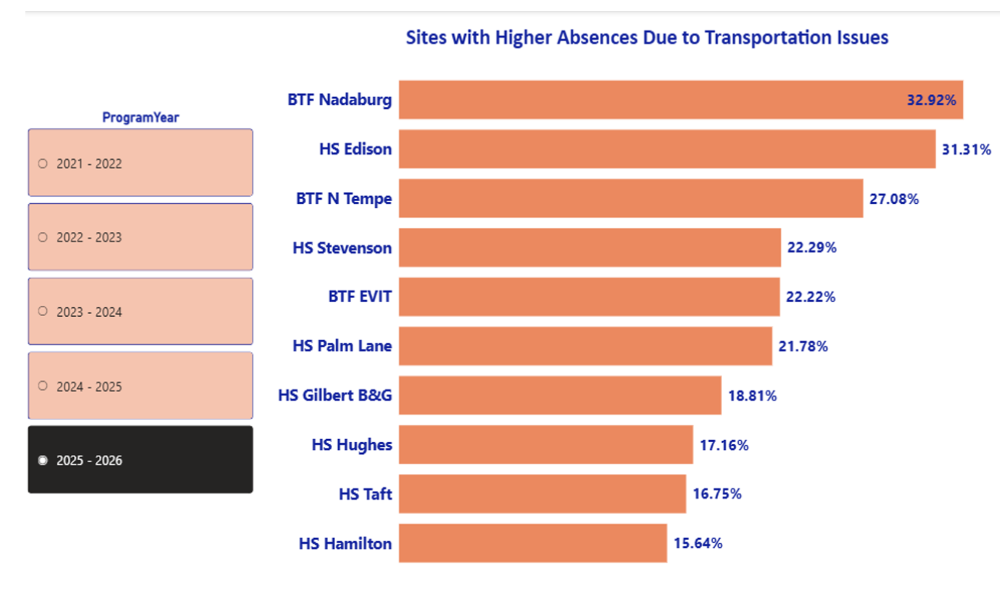 Sites with Higher Absences Due to Transportation Issues
ProgramYear
2021 - 2022
2022 - 2023
2023 - 2024
2024 - 2025
2025 - 2026
BTF Nadaburg 32.92%
HS Edison 31.31%
BTF N Tempe 27.08%
HS Stevenson 22.29%
BTF EVIT 22.22%
HS Palm Lane 21.78%
HS Gilbert B&G 18.81%
HS Hughes 17.16%
HS Taft 16.75%
HS Hamilton 15.64%